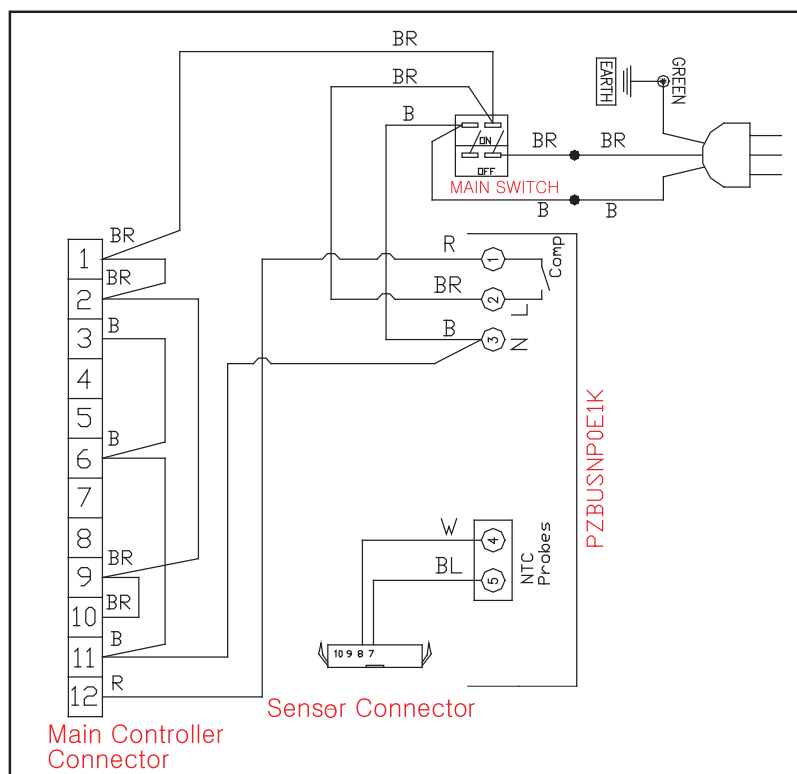 BR
BR
B
EARTH
GREEN
ON
OFF
BR
BR
MAIN SWITCH
B
B
BR
1
BR
2
B
3
4
5
B
6
7
8
BR
9
BR
10
B
11
R
12
Main Controller
Connector
R
1
BR
2
B
3
Comp
L
N
PZBUSNP0E1K
W
4
BL
5
NTC
Probes
10 9 8 7
Senser Connector